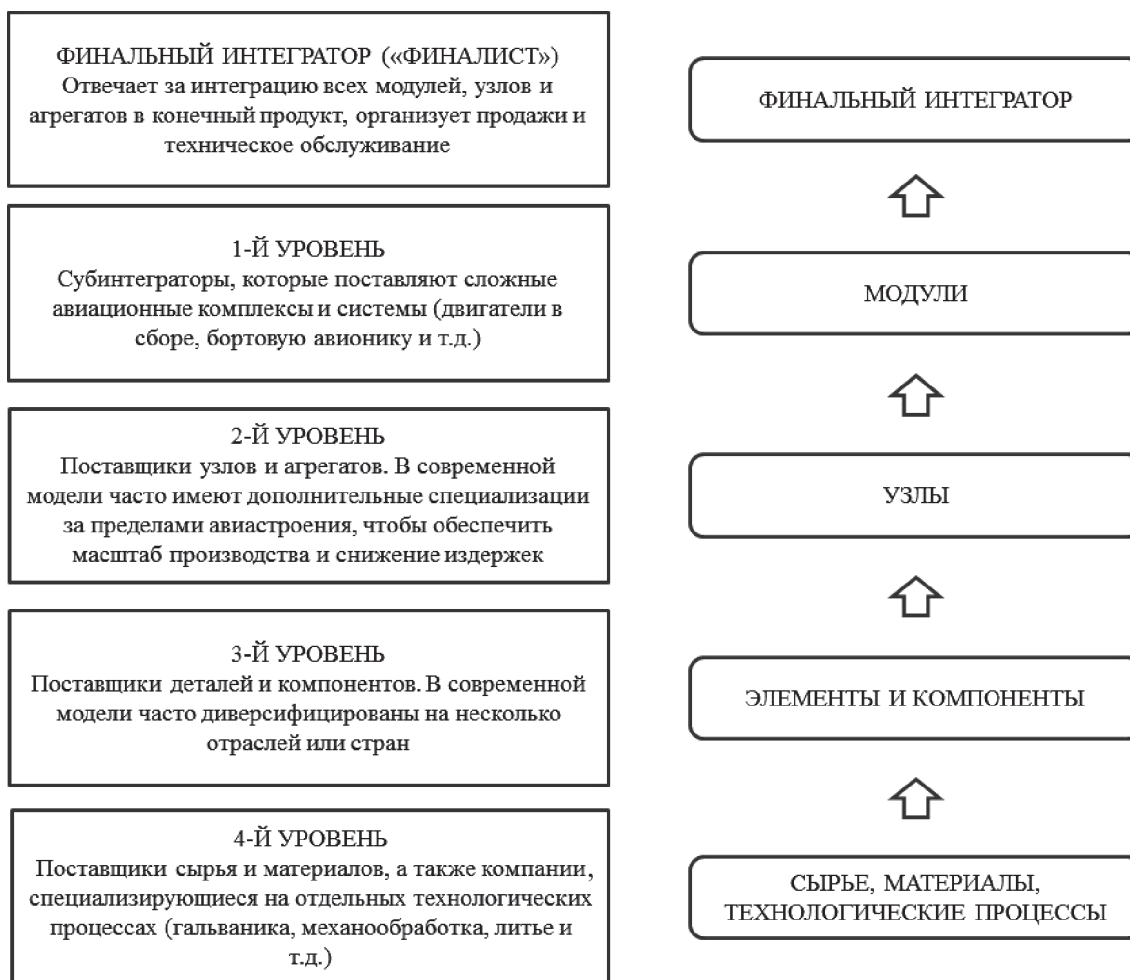 ФИНАЛЬНЫЙ ИНТЕГРАТОР («ФИНАЛИСТ»)
Отвечает за интеграцию всех модулей, узлов и
агрегатов в конечный продукт, организует продажи и
техническое обслуживание
ФИНАЛЬНЫЙ ИНТЕГРАТОР
1-Й УРОВЕНЬ
Субинтеграторы, которые поставляют сложные
авиационные комплексы и системы (двигатели в
сборе, бортовую авионику и т.д.)
МОДУЛИ
2-Й УРОВЕНЬ
Поставщики узлов и агрегатов. В современной
модели часто имеют дополнительные специализации
за пределами авиастроения, чтобы обеспечить
масштаб производства и снижение издержек
УЗЛЫ
3-Й УРОВЕНЬ
Поставщики деталей и компонентов. В современной
модели часто диверсифицированы на несколько
отраслей или стран
ЭЛЕМЕНТЫ И КОМПОНЕНТЫ
4-Й УРОВЕНЬ
Поставщики сырья и материалов, а также компании,
специализирующиеся на отдельных технологических
процессах (гальваника, механообработка, литье и
т.д.)
СЫРЬЕ, МАТЕРИАЛЫ,
ТЕХНОЛОГИЧЕСКИЕ ПРОЦЕССЫ